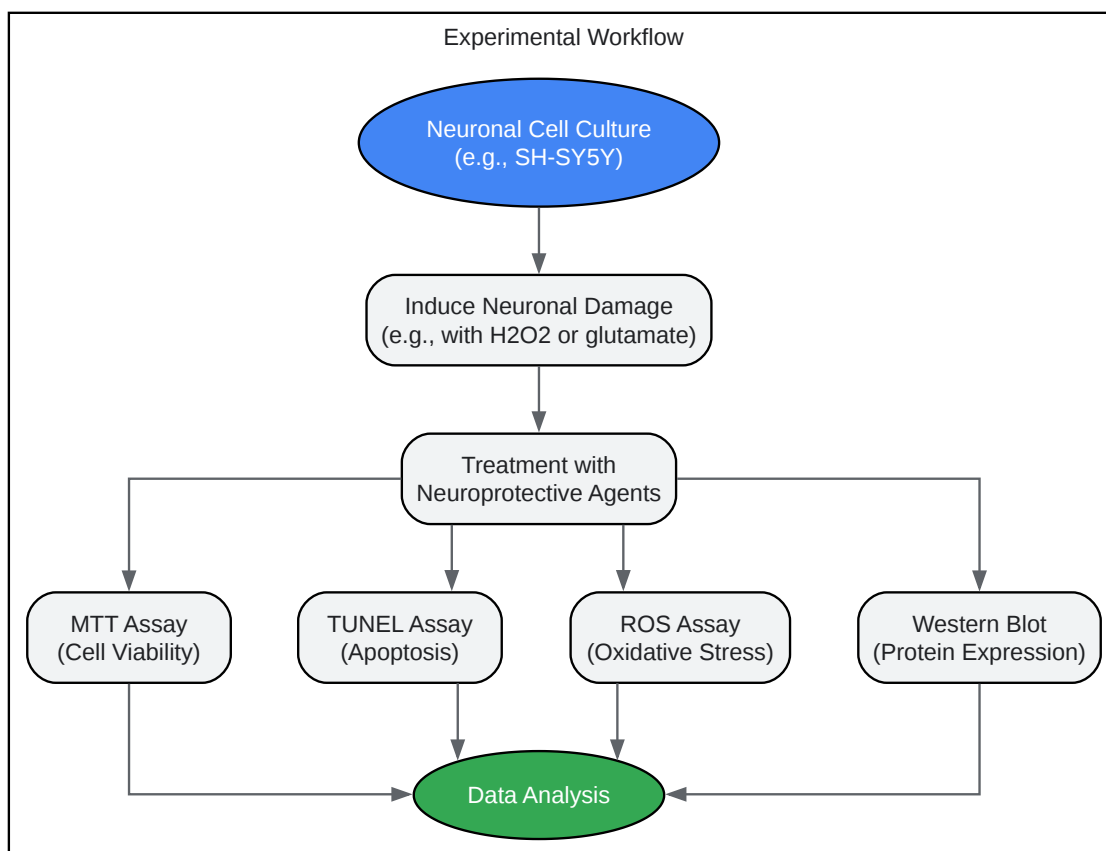 Experimental Workflow
Neuronal Cell Culture
(e.g., SH-SY5Y)
Induce Neuronal Damage
(e.g., with H2O2 or glutamate)
Treatment with
Neuroprotective Agents
MTT Assay
(Cell Viability)
TUNEL Assay
(Apoptosis)
ROS Assay
(Oxidative Stress)
Western Blot
(Protein Expression)
Data Analysis